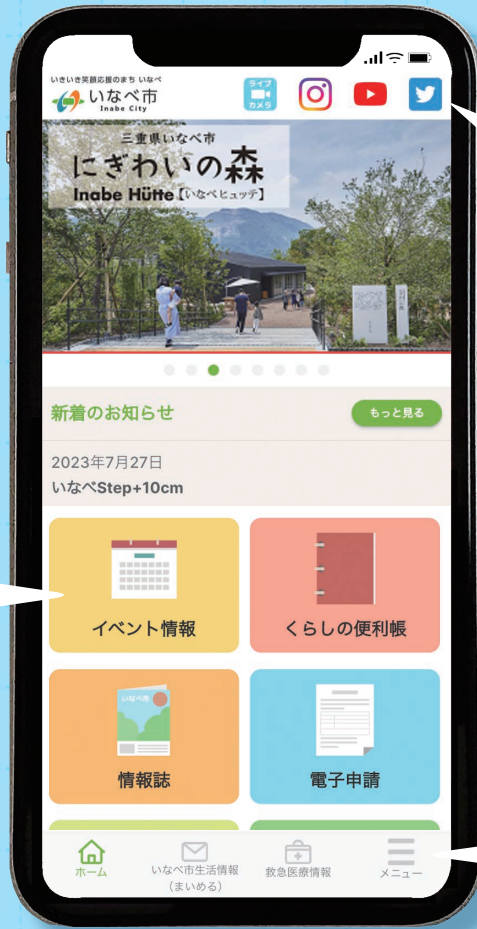 いきいき笑顔応援のまち いなべ
いなべ市
Inabe City
ライブ
カメラ
三重県いなべ市
にぎわいの森
Inabe Hütte【いなべヒュッテ】
新着のお知らせ
もっと見る
2023年7月27日
いなべStep+10cm
イベント情報
くらしの便利帳
いなべ市
情報誌
電子申請
ホーム
いなべ市生活情報
（まいめる）
救急医療情報
メニュー